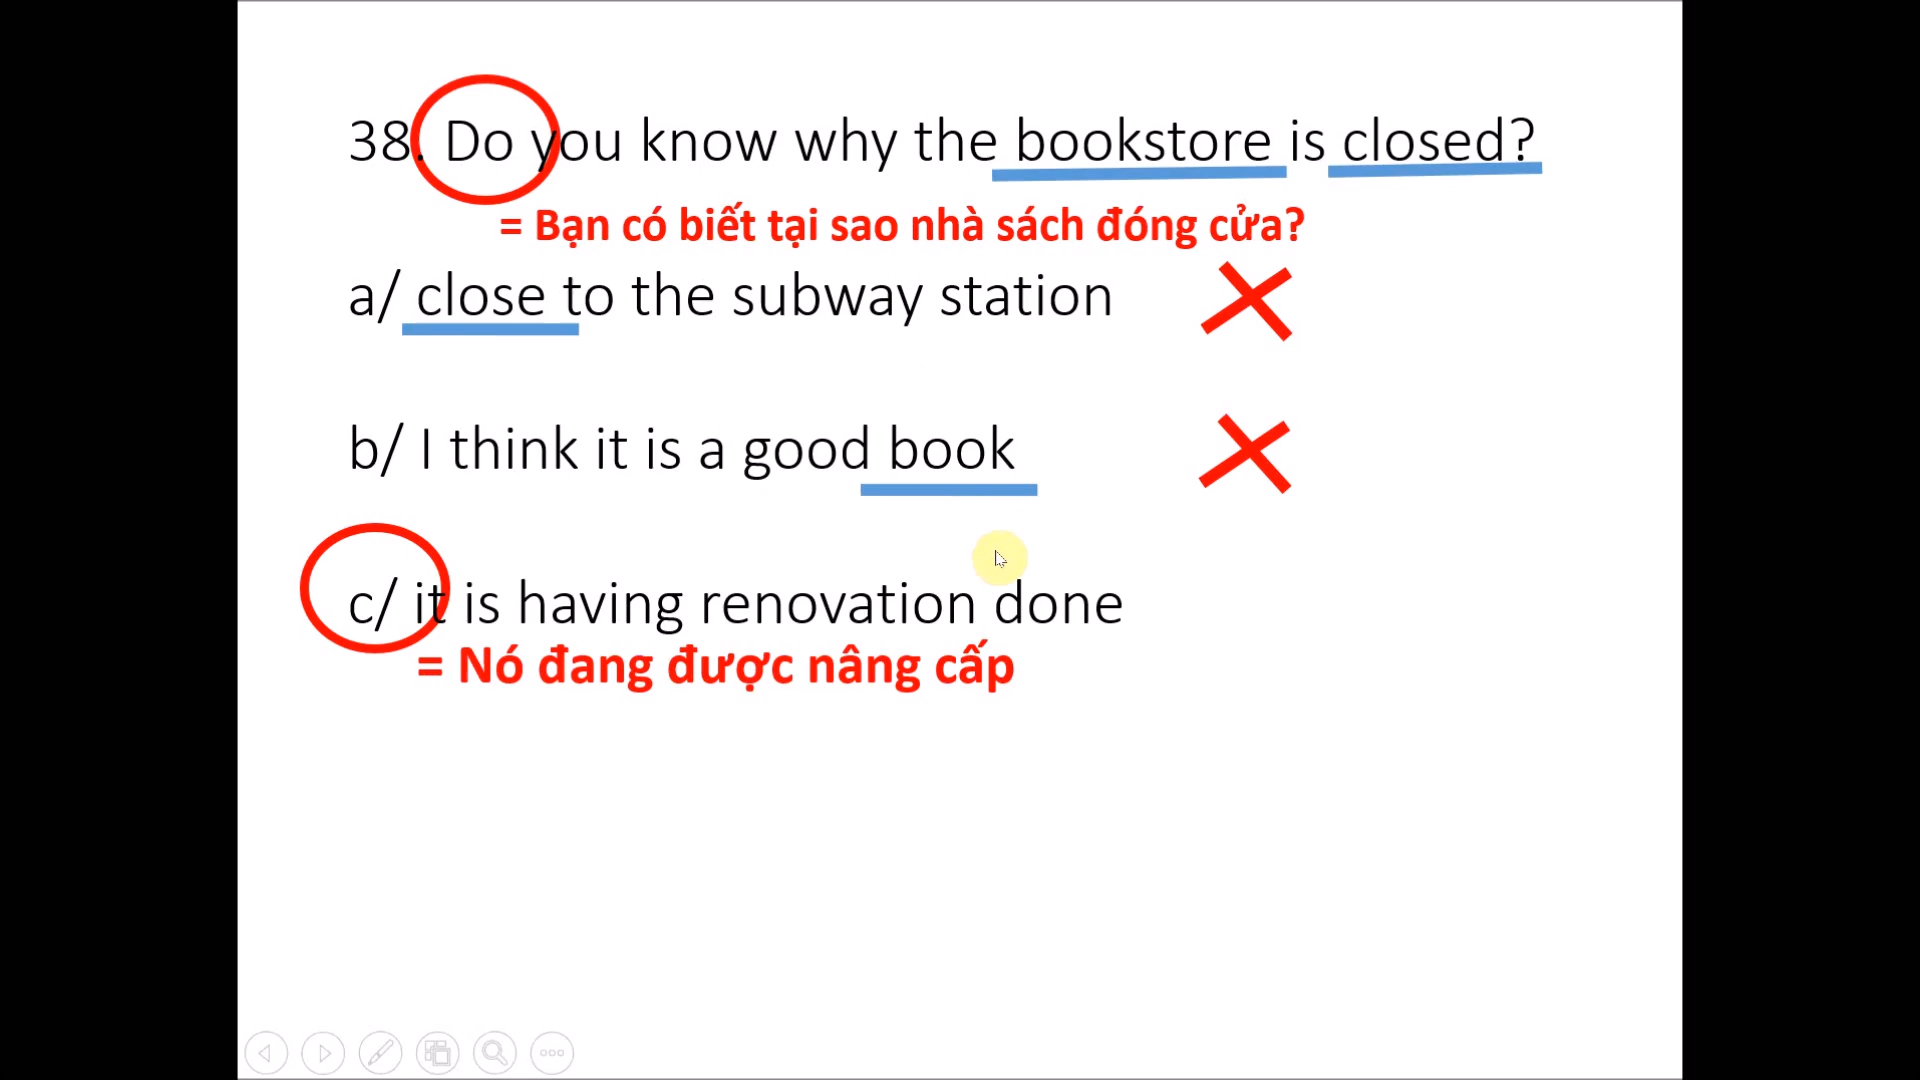 38. Do you know why the bookstore is closed?
= Bạn có biết tại sao nhà sách đóng cửa?
a/ close to the subway station
b/ I think it is a good book
c/ it is having renovation done
= Nó đang được nâng cấp